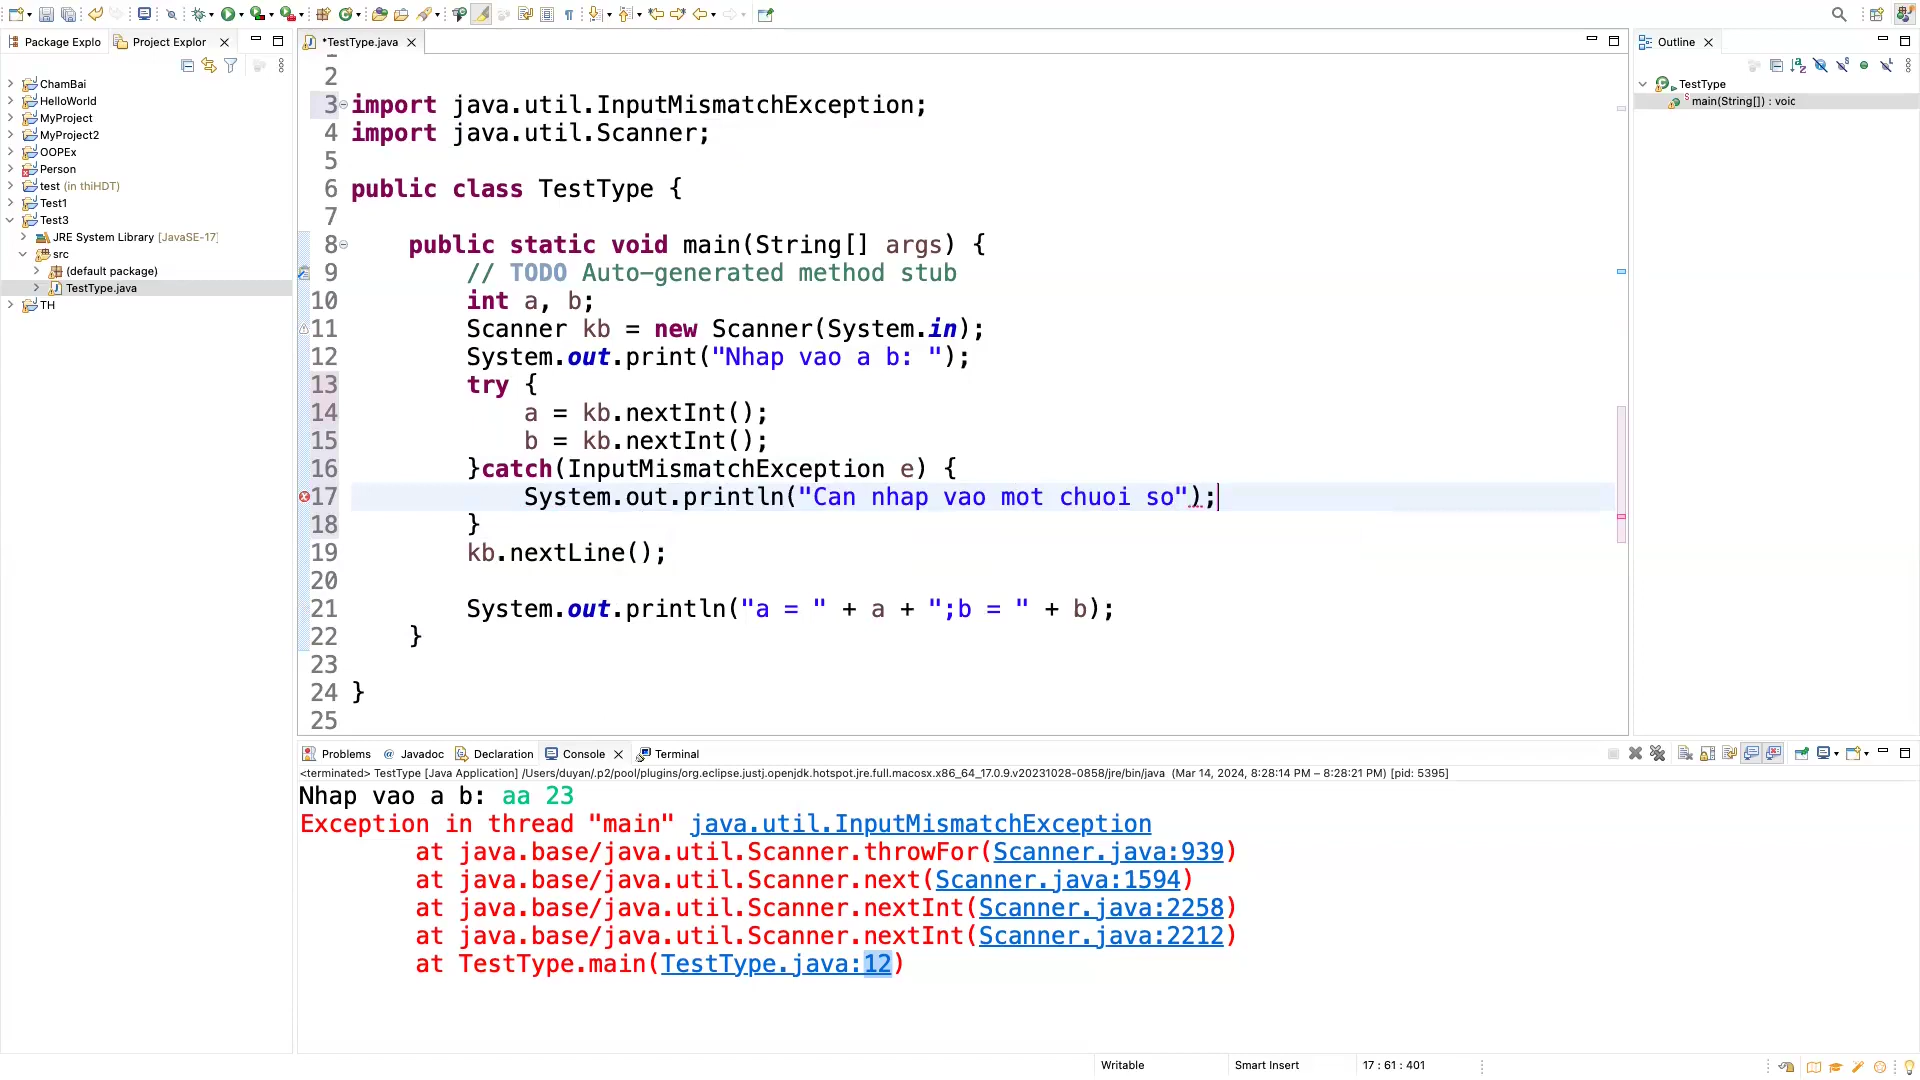 Package Explo
Project Explor
ChamBai
HelloWorld
MyProject
MyProject2
OOPEx
Person
test (in thiHDT)
Test1
Test3
JRE System Library [JavaSE-17]
src
(default package)
TestType.java
TH
*TestType.java
2
3 import java.util.InputMismatchException;
4 import java.util.Scanner;
5
6 public class TestType {
7
8 public static void main(String[] args) {
9 // TODO Auto-generated method stub
10 int a, b;
11 Scanner kb = new Scanner(System.in);
12 System.out.print("Nhap vao a b: ");
13 try {
14 a = kb.nextInt();
15 b = kb.nextInt();
16 }catch(InputMismatchException e) {
17 System.out.println("Can nhap vao mot chuoi so");
18 }
19 kb.nextLine();
20
21 System.out.println("a = " + a + ";b = " + b);
22 }
23
24 }
25
Outline
TestType
main(String[]) : voic
Problems
@ Javadoc
Declaration
Console
Terminal
<terminated> TestType [Java Application] /Users/duyan/.p2/pool/plugins/org.eclipse.justj.openjdk.hotspot.jre.full.macosx.x86_64_17.0.9.v20231028-0858/jre/bin/java (Mar 14, 2024, 8:28:14 PM – 8:28:21 PM) [pid: 5395]
Nhap vao a b: aa 23
Exception in thread "main" java.util.InputMismatchException
at java.base/java.util.Scanner.throwFor(Scanner.java:939)
at java.base/java.util.Scanner.next(Scanner.java:1594)
at java.base/java.util.Scanner.nextInt(Scanner.java:2258)
at java.base/java.util.Scanner.nextInt(Scanner.java:2212)
at TestType.main(TestType.java:12)
Writable
Smart Insert
17 : 61 : 401